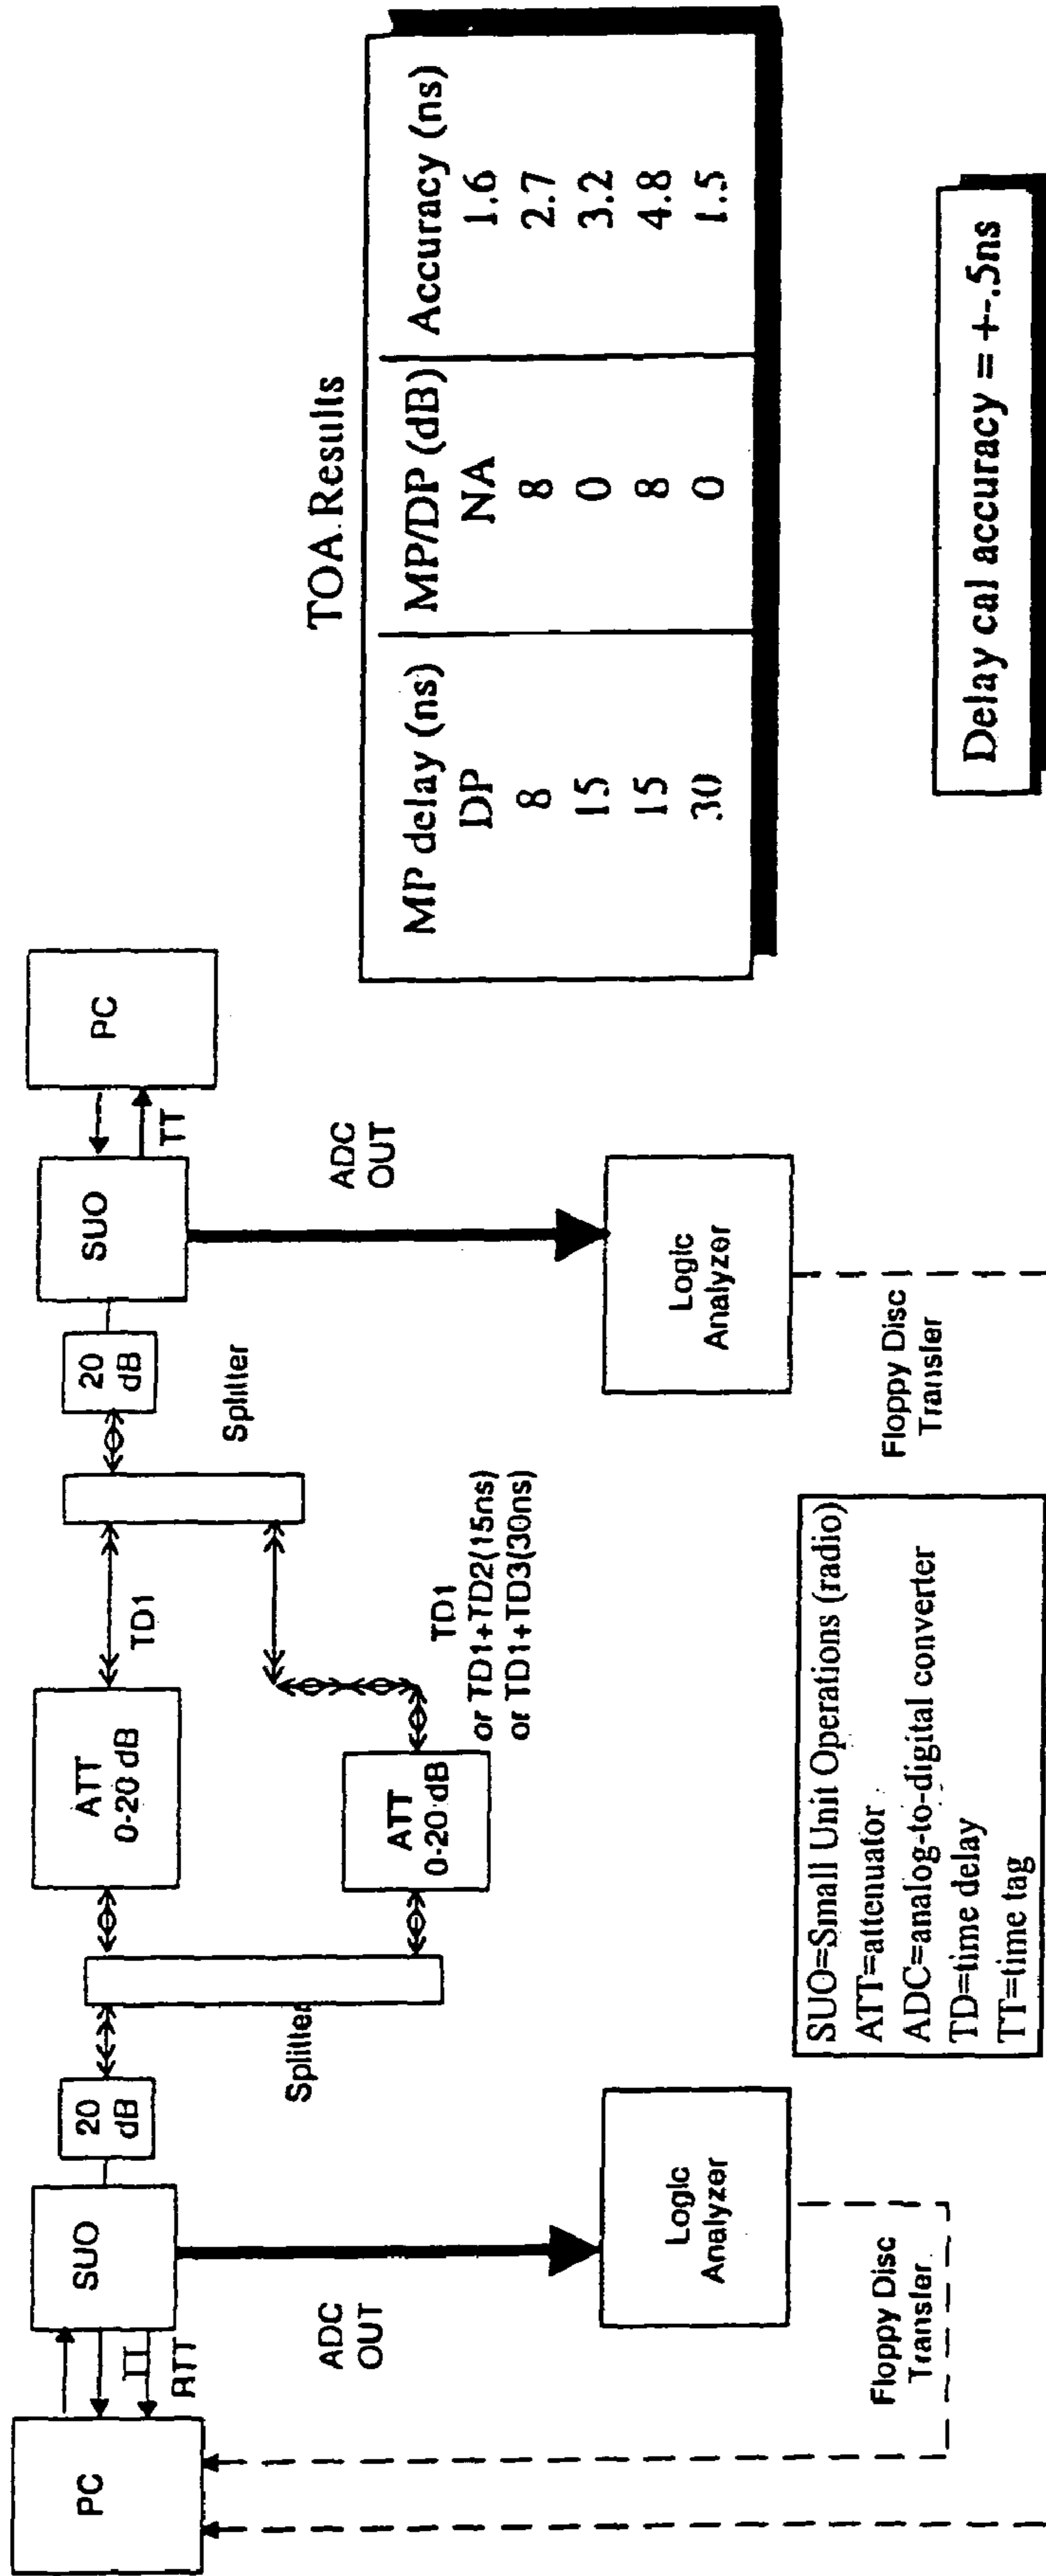 PC
TT
RTT
SUO
20
dB
ADC
OUT
Logic
Analyzer
Floppy Disc
Transfer
Splitter
ATT
0-20 dB
ATT
0-20 dB
TD1
TD1
or TD1+TD2(15ns)
or TD1+TD3(30ns)
Splitter
20
dB
SUO
TT
PC
ADC
OUT
Logic
Analyzer
Floppy Disc
Transfer
SUO=Small Unit Operations (radio)
ATT=attenuator
ADC=analog-to-digital converter
TD=time delay
TT=time tag
TOA Results
MP delay (ns) MP/DP (dB) Accuracy (ns)
DP NA 1.6
8 8 2.7
15 0 3.2
15 8 4.8
30 0 1.5
Delay cal accuracy = +-.5ns